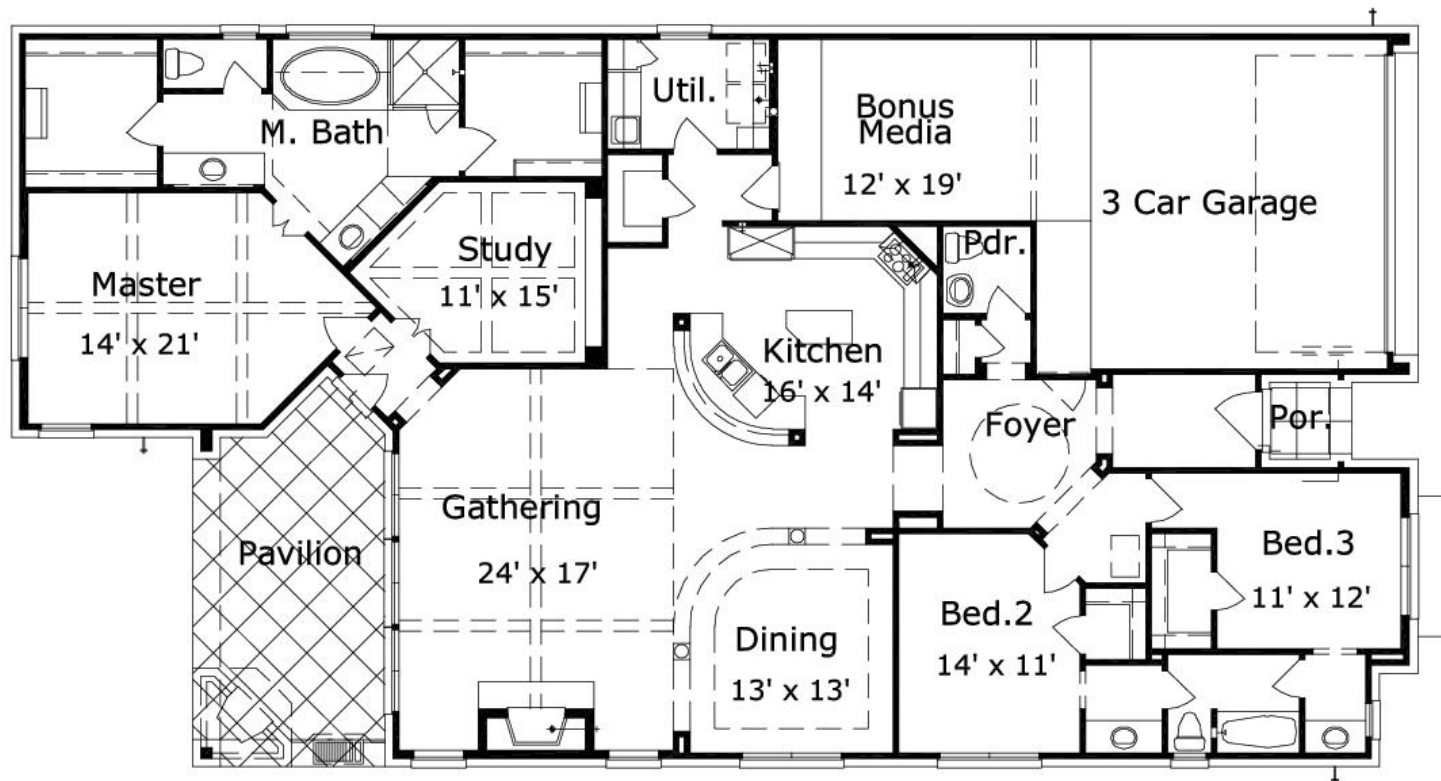 M. Bath
Util.
Bonus
Media
12' x 19'
3 Car Garage
Master
14' x 21'
Study
11' x 15'
Pdr.
Kitchen
16' x 14'
Foyer
Por.
Gathering
24' x 17'
Pavilion
Dining
13' x 13'
Bed.2
14' x 11'
Bed.3
11' x 12'